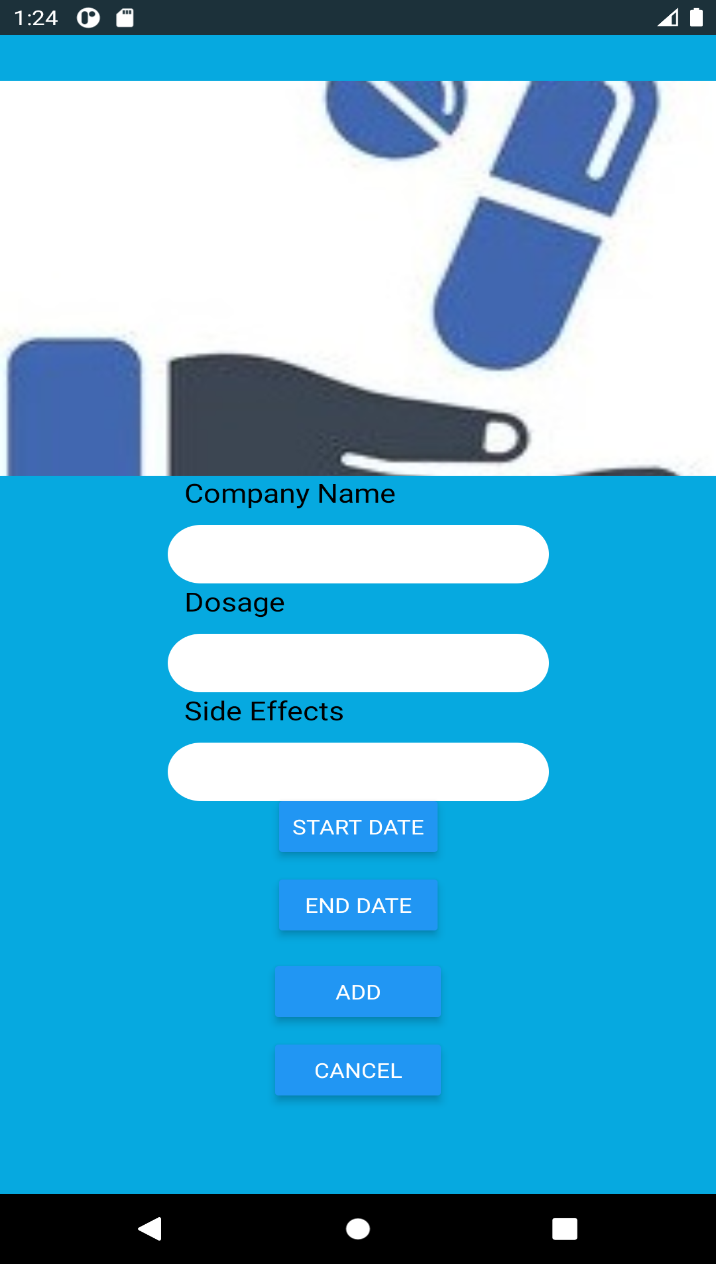 1:24
Company Name
Dosage
Side Effects
START DATE
END DATE
ADD
CANCEL